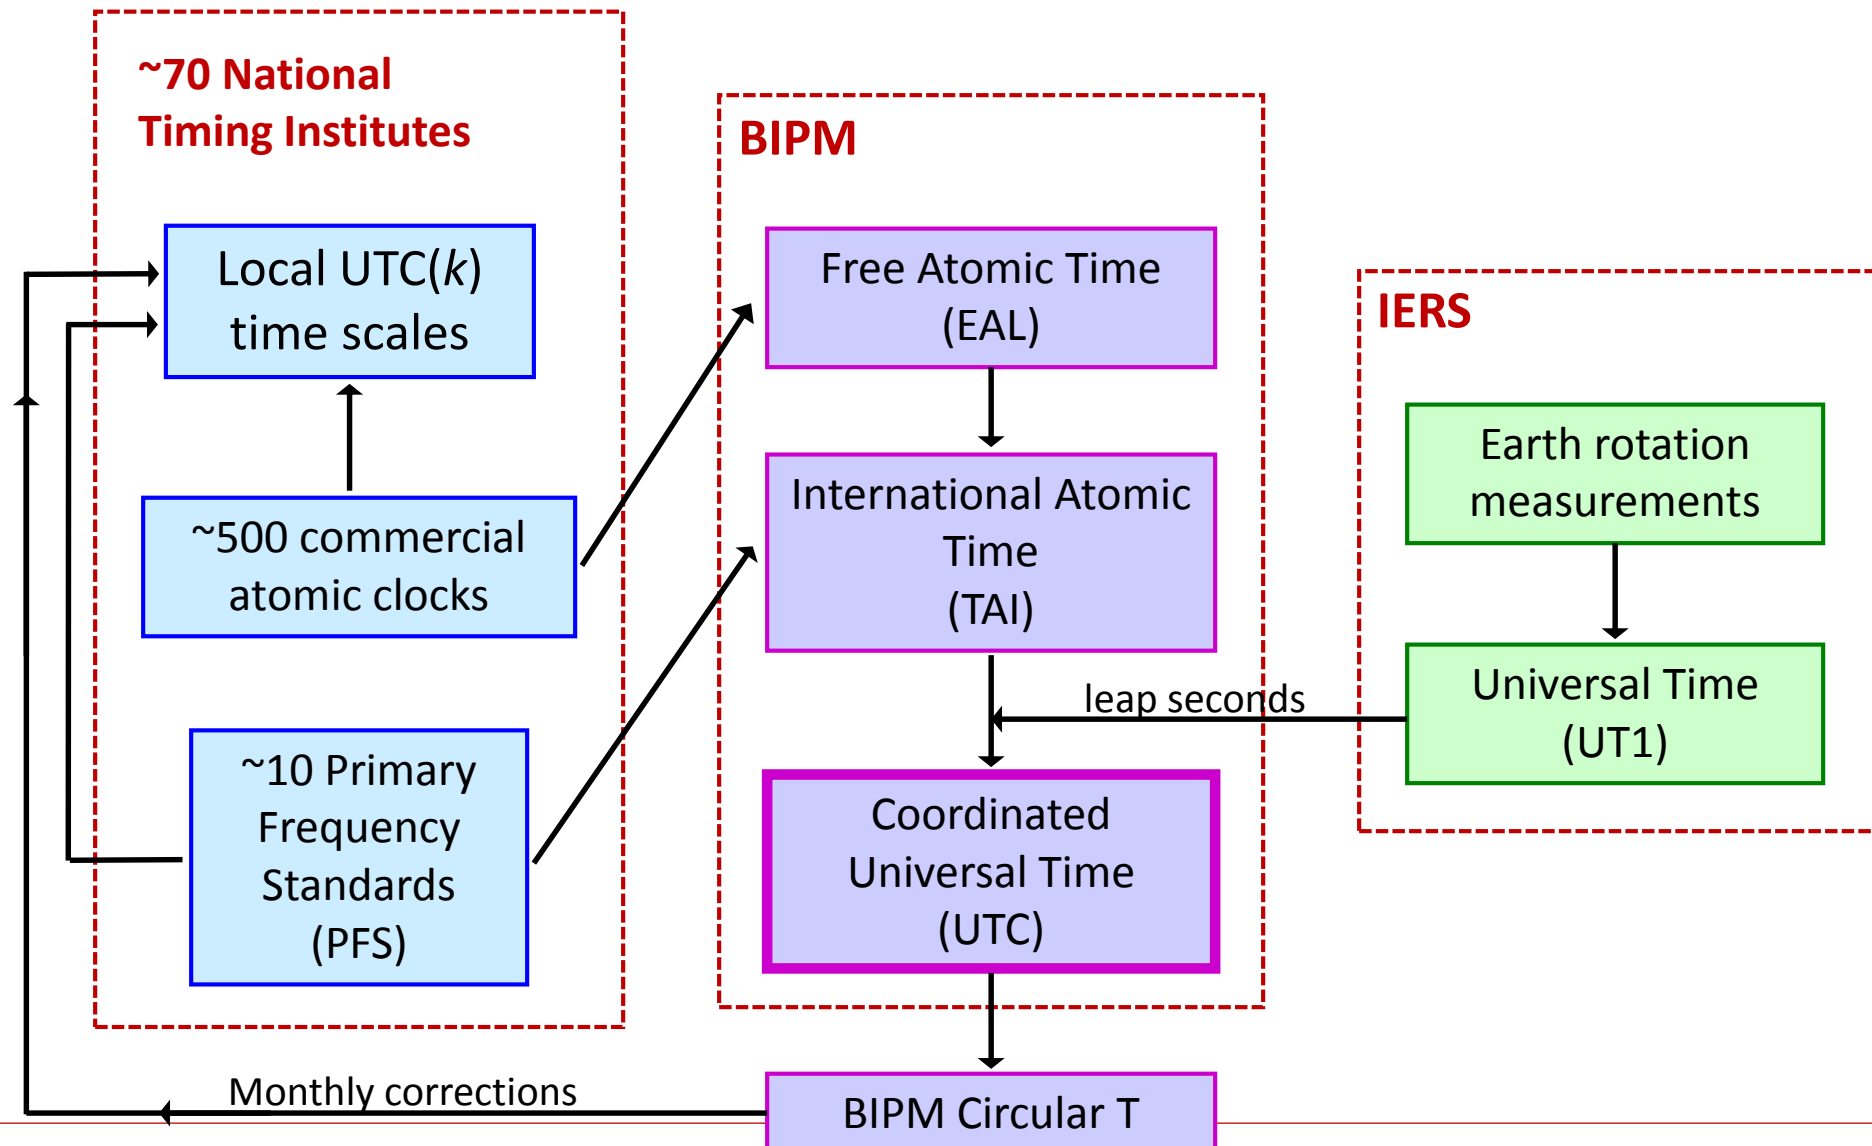 ~70 National
Timing Institutes
Local UTC(k)
time scales
~500 commercial
atomic clocks
~10 Primary
Frequency
Standards
(PFS)
BIPM
Free Atomic Time
(EAL)
International Atomic
Time
(TAI)
leap seconds
Coordinated
Universal Time
(UTC)
BIPM Circular T
Monthly corrections
IERS
Earth rotation
measurements
Universal Time
(UT1)